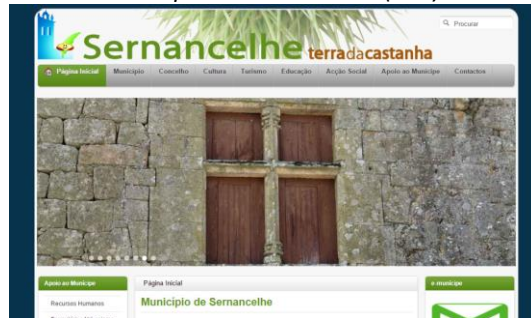 Procurar
Sernancelhe terradacastanha
Página Inicial Município Concelho Cultura Turismo Educação Acção Social Apoio ao Munícipe Contactos
Apoio ao Munícipe
Página Inicial
e-munícipe
Recursos Humanos
Município de Sernancelhe